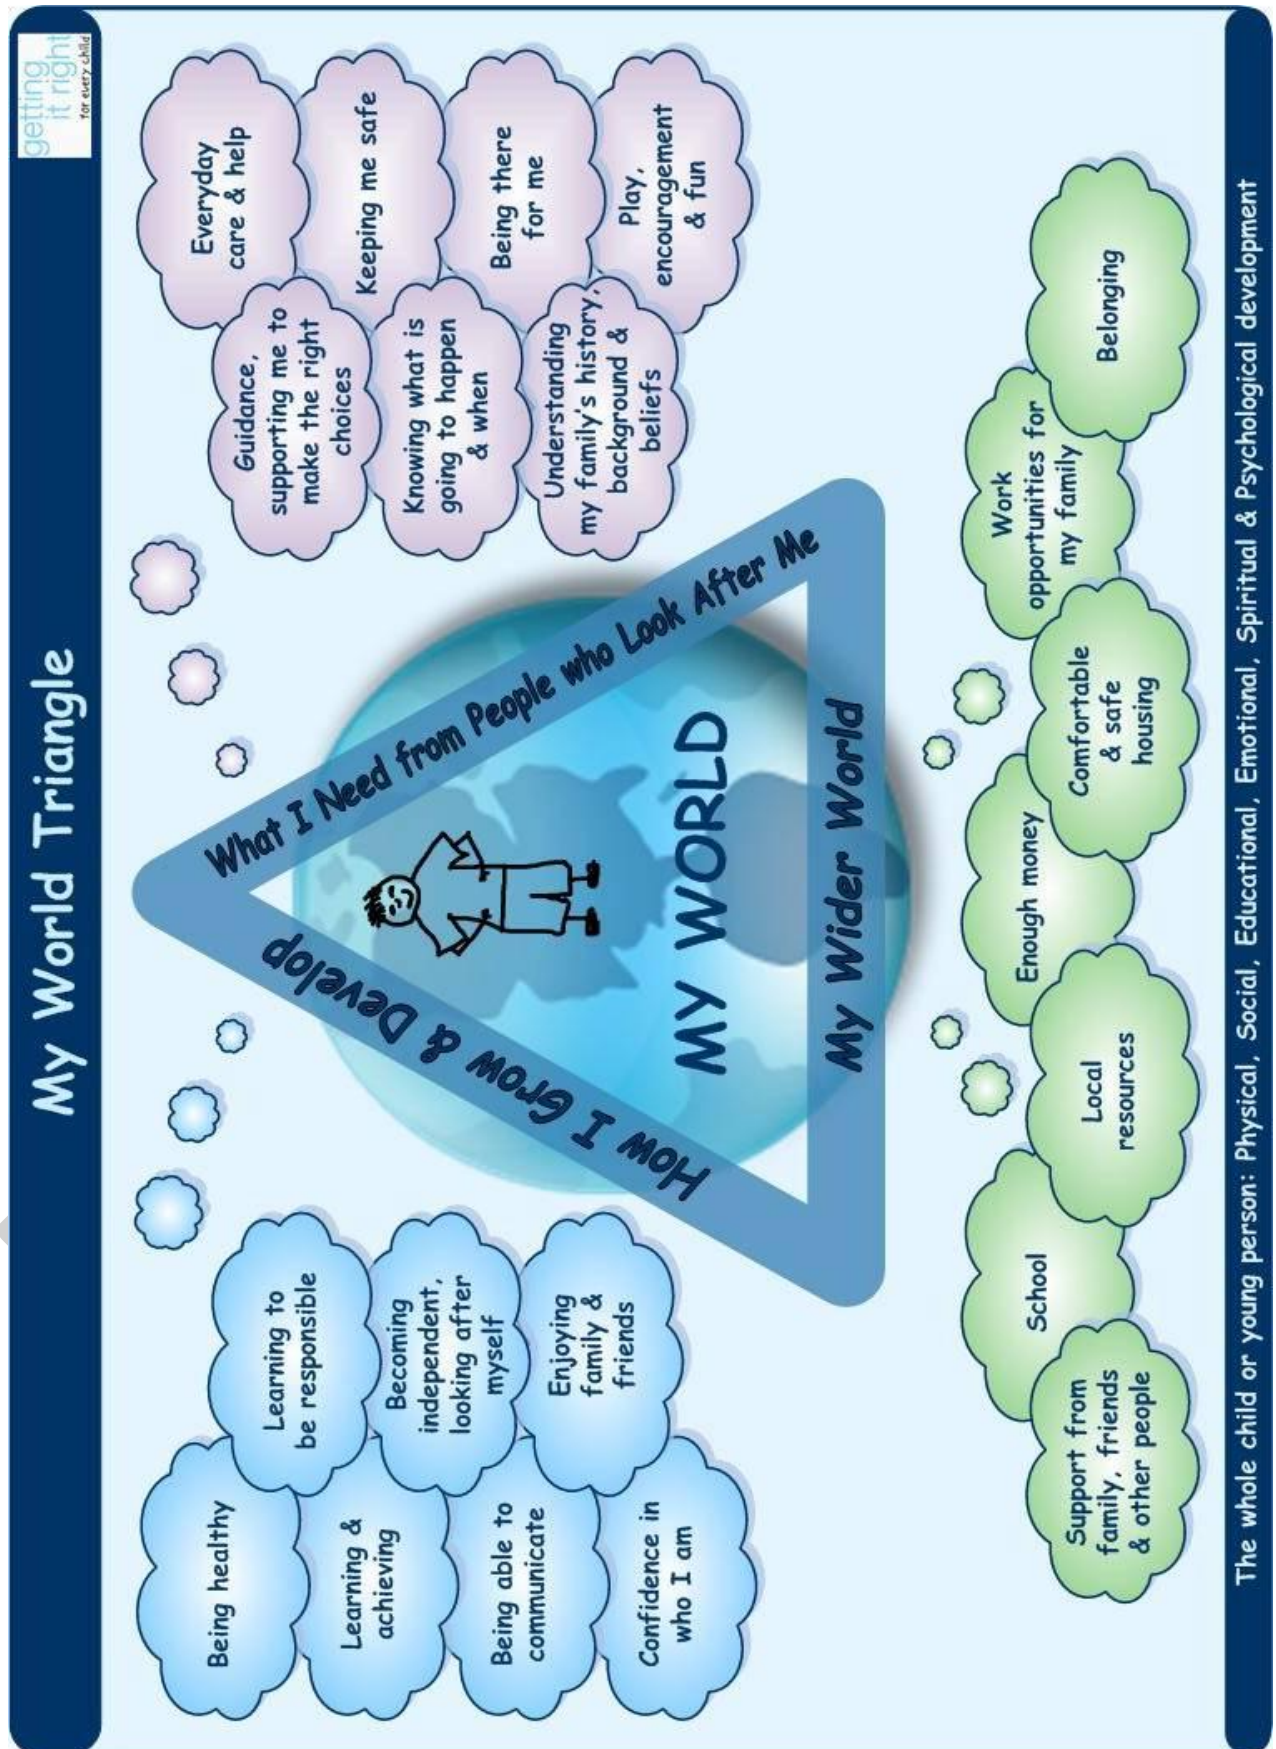 My World Triangle
getting
it right
for every child
Being healthy
Learning &
achieving
Being able to
communicate
Confidence in
who I am
Learning to
be responsible
Becoming
independent,
looking after
myself
Enjoying
family &
friends
How I Grow & Develop
What I Need from People who Look After Me
MY WORLD
My Wider World
Guidance,
supporting me to
make the right
choices
Knowing what is
going to happen
& when
Understanding
my family's history,
background &
beliefs
Everyday
care & help
Keeping me safe
Being there
for me
Play,
encouragement
& fun
Support from
family, friends
& other people
School
Local
resources
Enough money
Comfortable
& safe
housing
Work
opportunities for
my family
Belonging
The whole child or young person: Physical, Social, Educational, Emotional, Spiritual & Psychological development